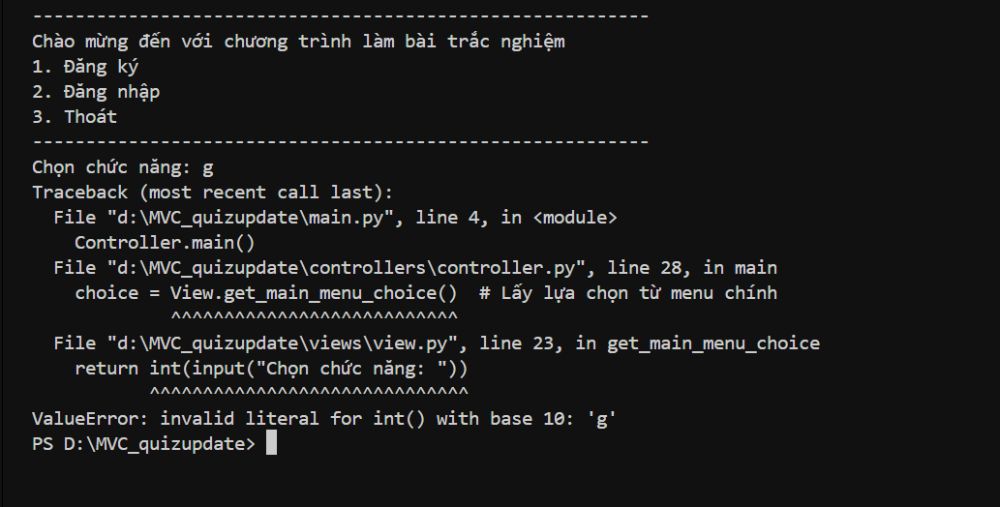 ----------------------------------------------------------
Chào mừng đến với chương trình làm bài trắc nghiệm
1. Đăng ký
2. Đăng nhập
3. Thoát
----------------------------------------------------------
Chọn chức năng: g
Traceback (most recent call last):
  File "d:\MVC_quizupdate\main.py", line 4, in <module>
    Controller.main()
  File "d:\MVC_quizupdate\controllers\controller.py", line 28, in main
    choice = View.get_main_menu_choice()  # Lấy lựa chọn từ menu chính
             ^^^^^^^^^^^^^^^^^^^^^^^^^^^
  File "d:\MVC_quizupdate\views\view.py", line 23, in get_main_menu_choice
    return int(input("Chọn chức năng: "))
           ^^^^^^^^^^^^^^^^^^^^^^^^^^^^^^
ValueError: invalid literal for int() with base 10: 'g'
PS D:\MVC_quizupdate>